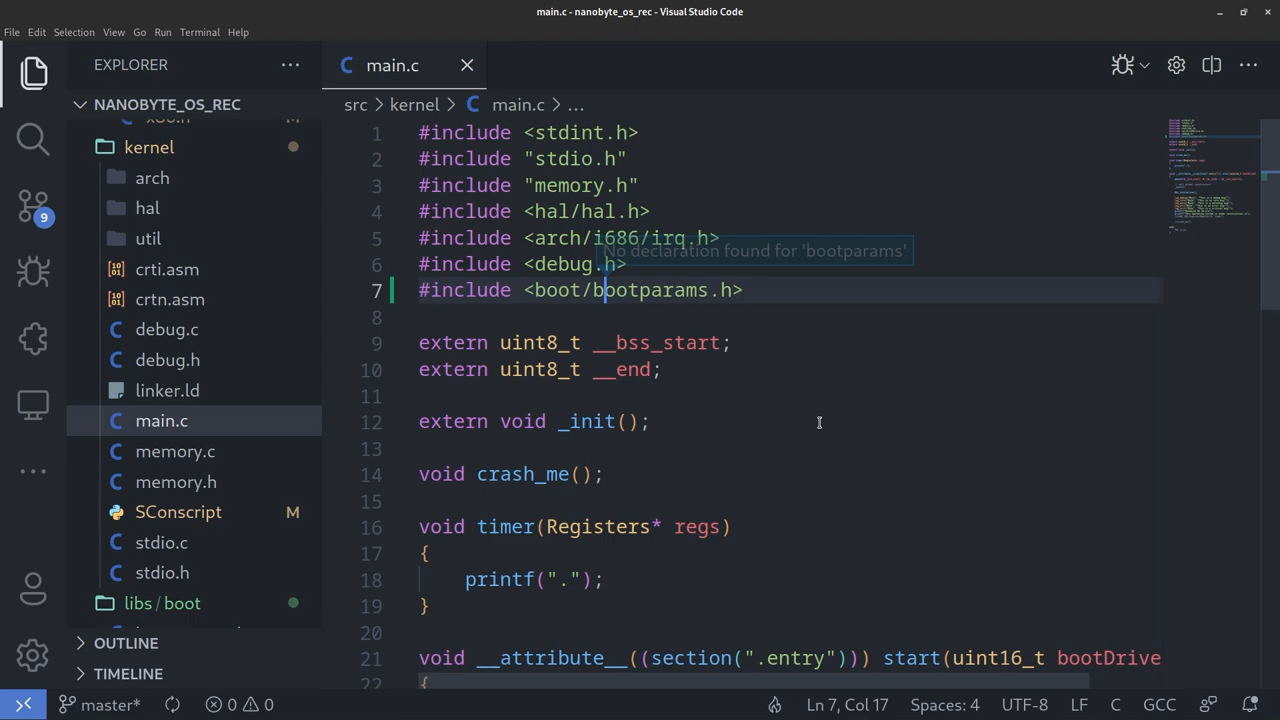 main.c - nanobyte_os_rec - Visual Studio Code
File Edit Selection View Go Run Terminal Help
EXPLORER
main.c
NANOBYTE_OS_REC
src > kernel > C main.c > ...
kernel
arch
hal
util
crti.asm
crtn.asm
debug.c
debug.h
linker.ld
main.c
memory.c
memory.h
SConscript M
stdio.c
stdio.h
libs / boot
OUTLINE
TIMELINE
9
1 #include <stdint.h>
2 #include "stdio.h"
3 #include "memory.h"
4 #include <hal/hal.h>
5 #include <arch/i686/irq.h>
No declaration found for 'bootparams'
6 #include <debug.h>
7 #include <boot/bootparams.h>
8
9 extern uint8_t __bss_start;
10 extern uint8_t __end;
11
12 extern void _init();
13
14 void crash_me();
15
16 void timer(Registers* regs)
17 {
18 printf(".");
19 }
20
21 void __attribute__((section(".entry"))) start(uint16_t bootDrive
22 {
master* 0 0 Ln 7, Col 17 Spaces: 4 UTF-8 LF C GCC